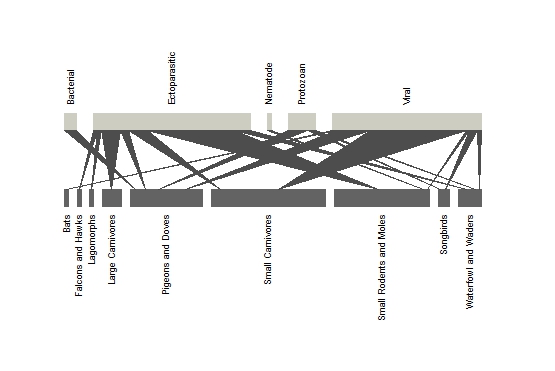 Bats
Falcons and Hawks
Lagomorphs
Large Carnivores
Pigeons and Doves
Small Carnivores
Small Rodents and Moles
Songbirds
Waterfowl and Waders
Bacterial
Ectoparasitic
Nematode
Protozoan
Viral